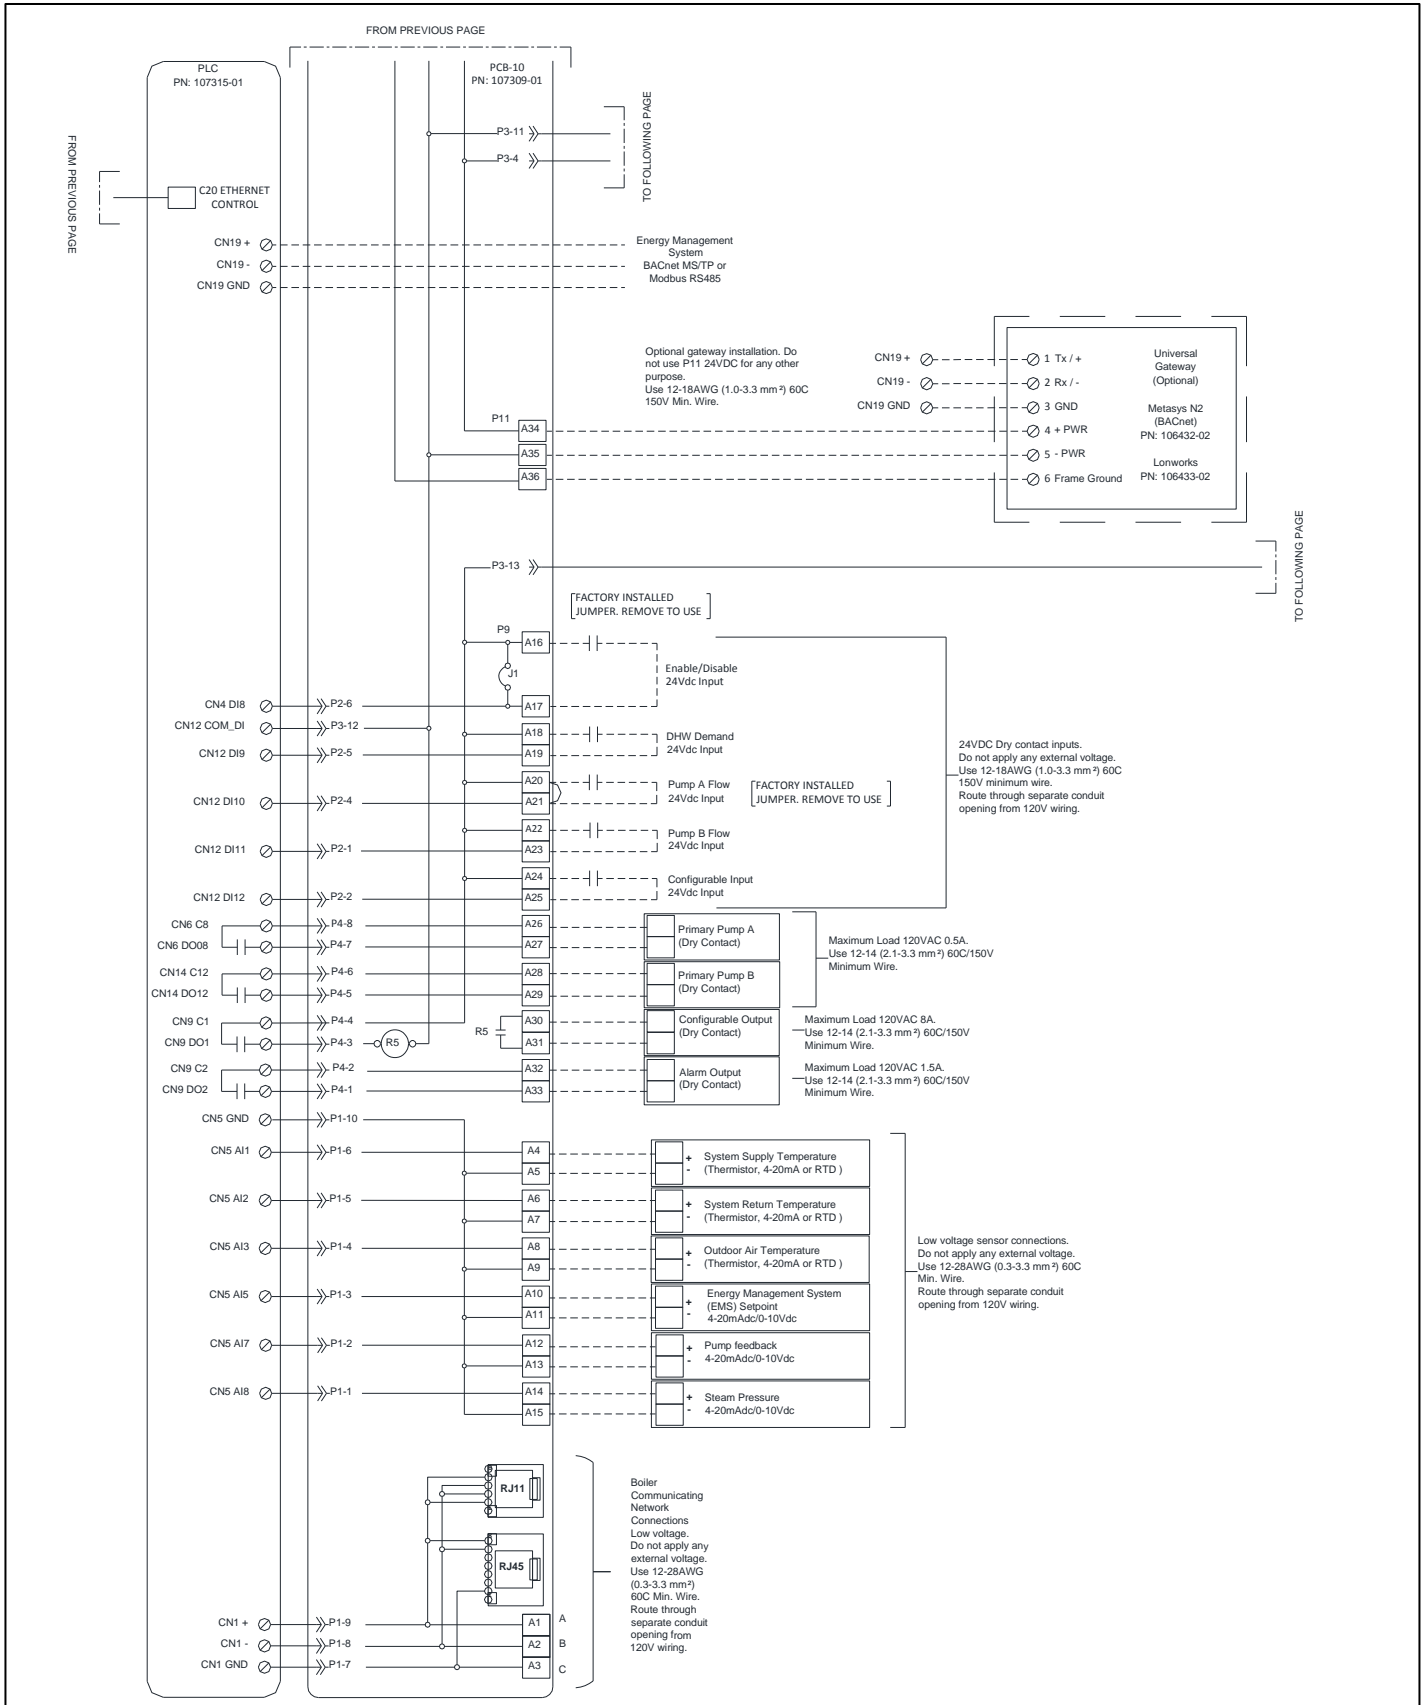 FROM PREVIOUS PAGE
PLC
PN: 107315-01
PCB-10
PN: 107309-01
P3-11
P3-4
TO FOLLOWING PAGE
FROM PREVIOUS PAGE
C20 ETHERNET
CONTROL
CN19 +
CN19 -
CN19 GND
Energy Management
System
BACnet MS/TP or
Modbus RS485
Optional gateway installation. Do
not use P11 24VDC for any other
purpose.
Use 12-18AWG (1.0-3.3 mm²) 60C
150V Min. Wire.
CN19 +
CN19 -
CN19 GND
1 Tx / +
2 Rx / -
3 GND
4 + PWR
5 - PWR
6 Frame Ground
Universal
Gateway
(Optional)
Metasys N2
(BACnet)
PN: 106432-02
Lonworks
PN: 106433-02
P11
A34
A35
A36
P3-13
TO FOLLOWING PAGE
FACTORY INSTALLED
JUMPER. REMOVE TO USE
P9
A16
J1
Enable/Disable
24Vdc Input
CN4 DI8
P2-6
A17
CN12 COM_DI
P3-12
A18
DHW Demand
24Vdc Input
CN12 DI9
P2-5
A19
A20
Pump A Flow
24Vdc Input
FACTORY INSTALLED
JUMPER. REMOVE TO USE
CN12 DI10
P2-4
A21
A22
Pump B Flow
24Vdc Input
CN12 DI11
P2-1
A23
A24
Configurable Input
24Vdc Input
CN12 DI12
P2-2
A25
24VDC Dry contact inputs.
Do not apply any external voltage.
Use 12-18AWG (1.0-3.3 mm²) 60C
150V minimum wire.
Route through separate conduit
opening from 120V wiring.
CN6 C8
P4-8
A26
CN6 DO08
P4-7
A27
Primary Pump A
(Dry Contact)
CN14 C12
P4-6
A28
CN14 DO12
P4-5
A29
Primary Pump B
(Dry Contact)
Maximum Load 120VAC 0.5A.
Use 12-14 (2.1-3.3 mm²) 60C/150V
Minimum Wire.
CN9 C1
P4-4
A30
CN9 DO1
P4-3
R5
R5
A31
Configurable Output
(Dry Contact)
Maximum Load 120VAC 8A.
Use 12-14 (2.1-3.3 mm²) 60C/150V
Minimum Wire.
CN9 C2
P4-2
A32
CN9 DO2
P4-1
A33
Alarm Output
(Dry Contact)
Maximum Load 120VAC 1.5A.
Use 12-14 (2.1-3.3 mm²) 60C/150V
Minimum Wire.
CN5 GND
P1-10
CN5 AI1
P1-6
A4
A5
+
-
System Supply Temperature
(Thermistor, 4-20mA or RTD )
CN5 AI2
P1-5
A6
A7
+
-
System Return Temperature
(Thermistor, 4-20mA or RTD )
CN5 AI3
P1-4
A8
A9
+
-
Outdoor Air Temperature
(Thermistor, 4-20mA or RTD )
CN5 AI5
P1-3
A10
A11
+
-
Energy Management System
(EMS) Setpoint
4-20mAdc/0-10Vdc
CN5 AI7
P1-2
A12
A13
+
-
Pump feedback
4-20mAdc/0-10Vdc
CN5 AI8
P1-1
A14
A15
+
-
Steam Pressure
4-20mAdc/0-10Vdc
Low voltage sensor connections.
Do not apply any external voltage.
Use 12-28AWG (0.3-3.3 mm²) 60C
Min. Wire.
Route through separate conduit
opening from 120V wiring.
RJ11
RJ45
Boiler
Communicating
Network
Connections
Low voltage.
Do not apply any
external voltage.
Use 12-28AWG
(0.3-3.3 mm²)
60C Min. Wire.
Route through
separate conduit
opening from
120V wiring.
CN1 +
P1-9
A1
A
CN1 -
P1-8
A2
B
CN1 GND
P1-7
A3
C